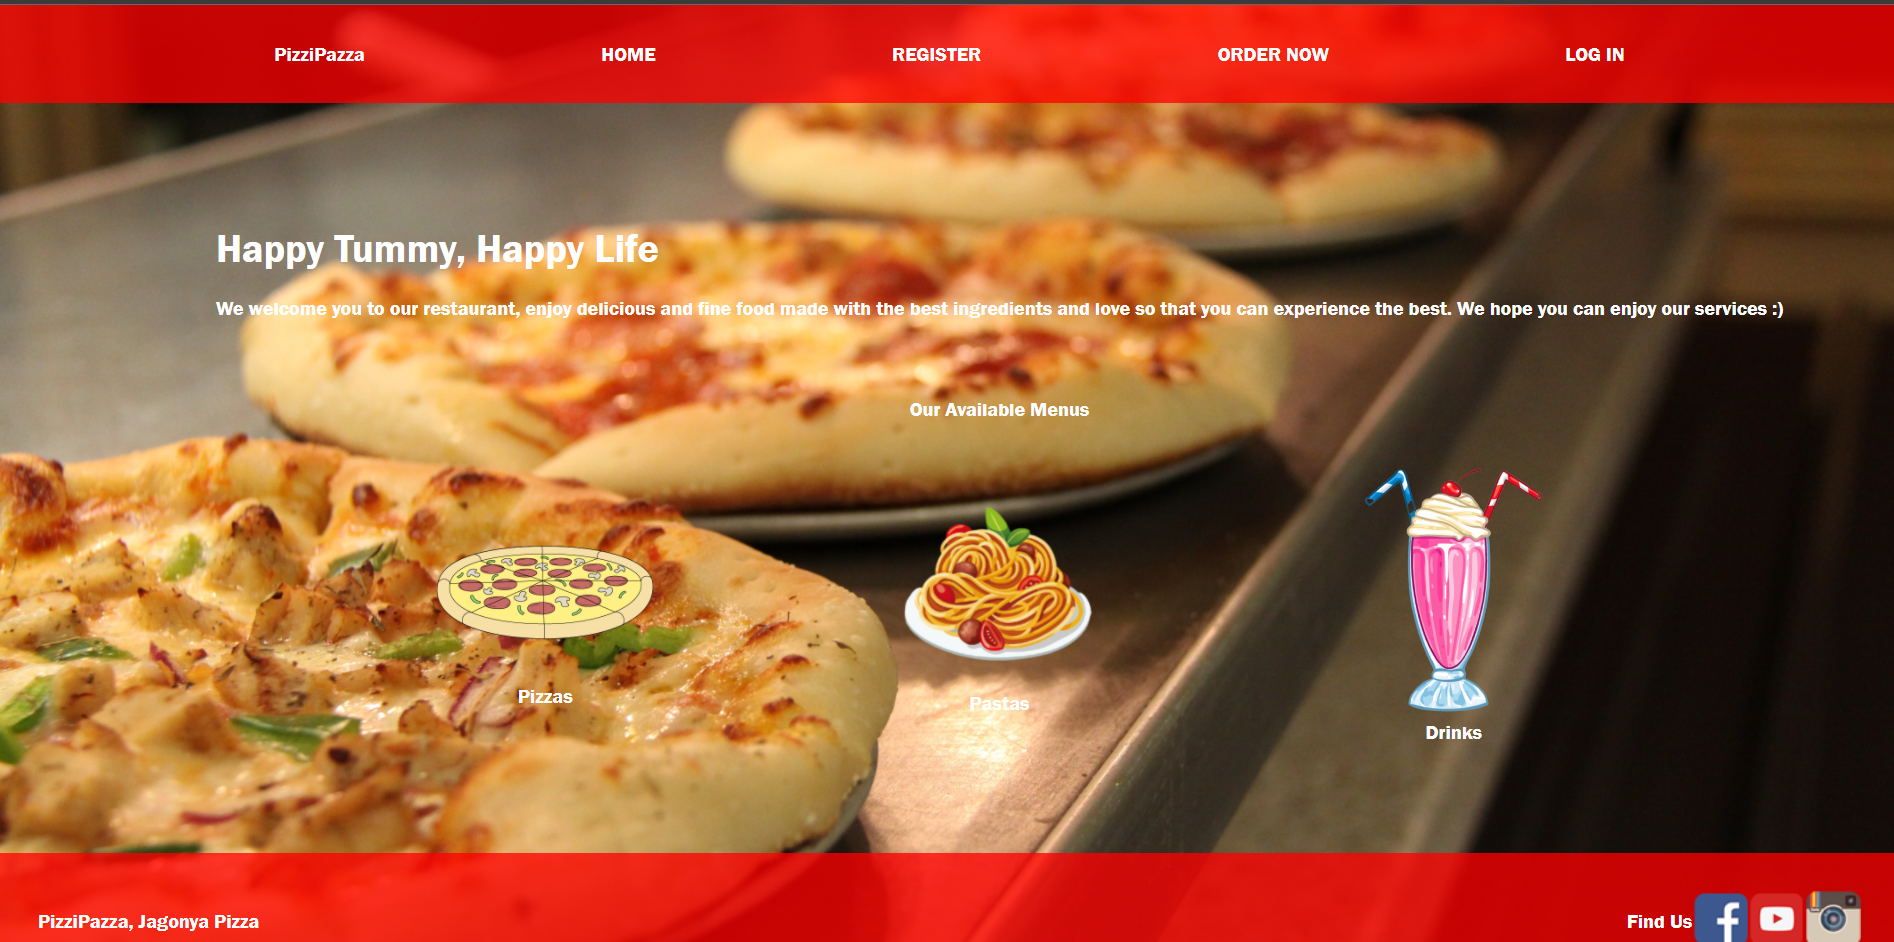 PizziPazza HOME REGISTER ORDER NOW LOG IN
Happy Tummy, Happy Life
We welcome you to our restaurant, enjoy delicious and fine food made with the best ingredients and love so that you can experience the best. We hope you can enjoy our services :)
Our Available Menus
Pizzas
Pastas
Drinks
PizziPazza, Jagonya Pizza
Find Us